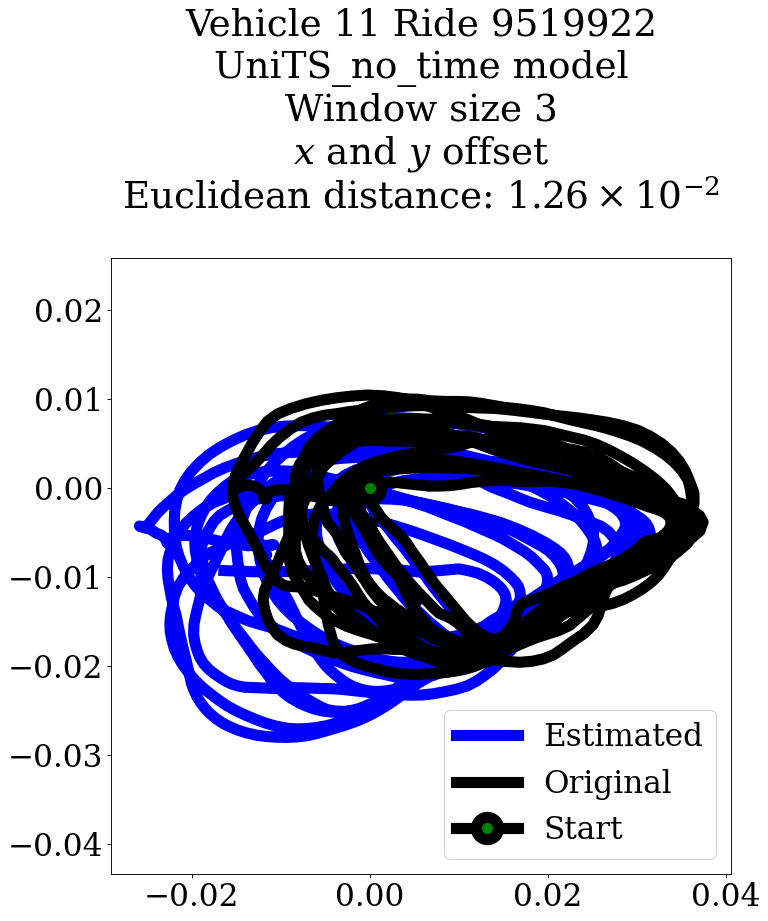 Vehicle 11 Ride 9519922
UniTS_no_time model
Window size 3
x and y offset
Euclidean distance: 1.26 × 10⁻²
0.02
0.01
0.00
−0.01
−0.02
−0.03
−0.04
Estimated
Original
Start
−0.02 0.00 0.02 0.04